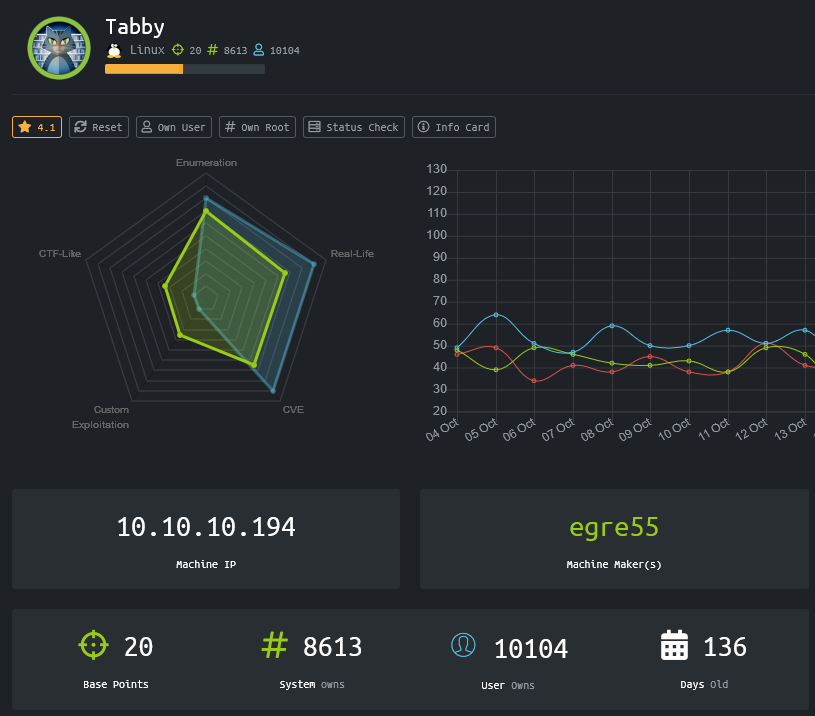 Tabby
Linux 20 # 8613 10104
4.1 Reset Own User # Own Root Status Check Info Card
Enumeration
CTF-Like
Real-Life
Custom
Exploitation
CVE
130
120
110
100
90
80
70
60
50
40
30
20
04 Oct 05 Oct 06 Oct 07 Oct 08 Oct 09 Oct 10 Oct 11 Oct 12 Oct 13 Oct
10.10.10.194
Machine IP
egre55
Machine Maker(s)
20
Base Points
# 8613
System owns
10104
User Owns
136
Days Old